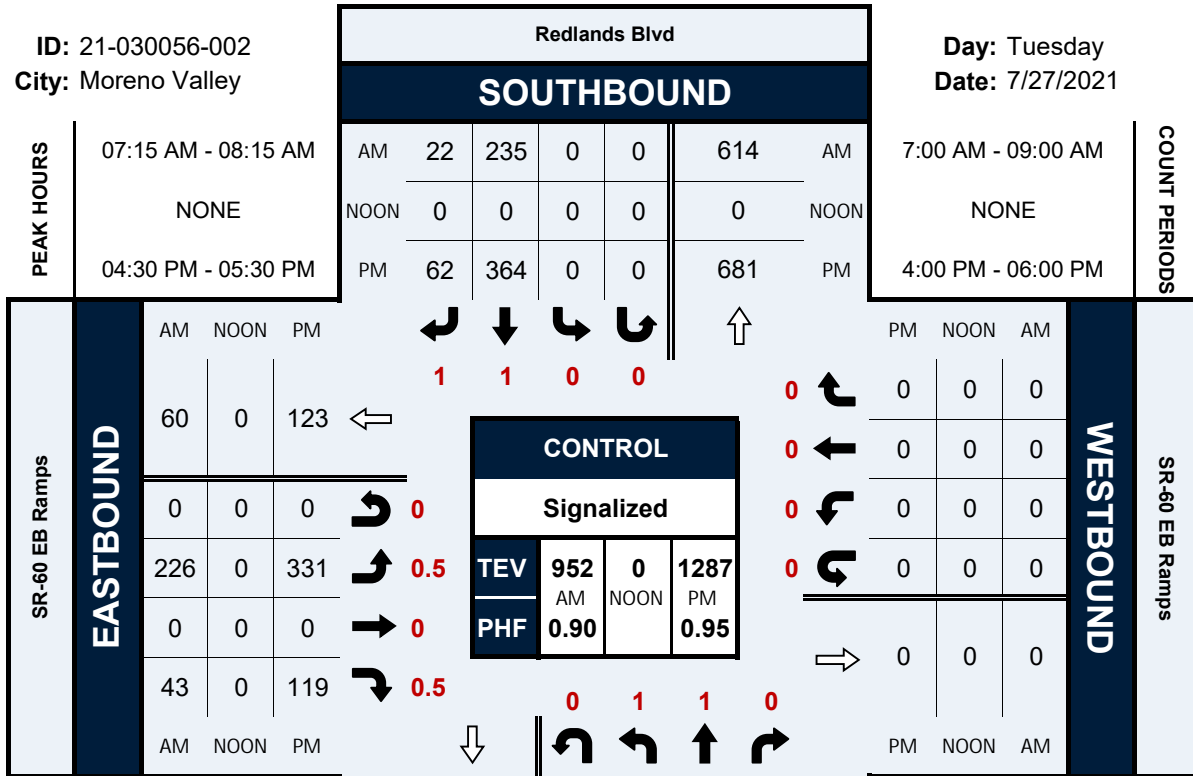 Redlands Blvd
ID: 21-030056-002
Day: Tuesday
City: Moreno Valley
Date: 7/27/2021
SOUTHBOUND
PEAK HOURS
07:15 AM - 08:15 AM
AM 22 235 0 0 614 AM
7:00 AM - 09:00 AM
COUNT PERIODS
NONE
NOON 0 0 0 0 0 NOON
NONE
04:30 PM - 05:30 PM
PM 62 364 0 0 681 PM
4:00 PM - 06:00 PM
SR-60 EB Ramps
EASTBOUND
AM NOON PM
60 0 123
0 0 0 0
226 0 331 0.5
0 0 0 0
43 0 119 0.5
AM NOON PM
1 1 0 0
CONTROL
Signalized
TEV 952 0 1287
AM NOON PM
PHF 0.90 0.95
0 1 1 0
PM NOON AM
0 0 0 0
0 0 0 0
0 0 0 0
0 0 0 0
0 0 0
PM NOON AM
WESTBOUND
SR-60 EB Ramps